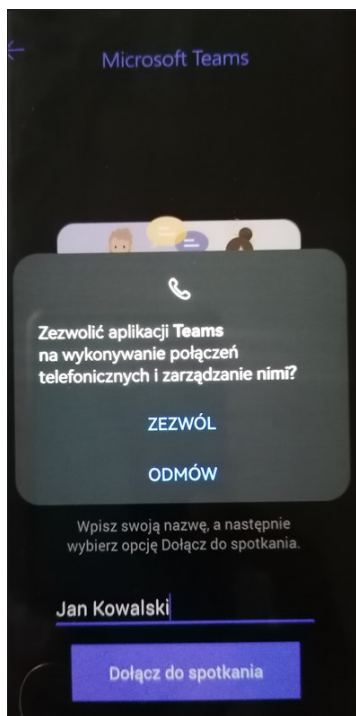 Microsoft Teams
Zezwolić aplikacji Teams
na wykonywanie połączeń
telefonicznych i zarządzanie nimi?
ZEZWÓL
ODMÓW
Wpisz swoją nazwę, a następnie
wybierz opcję Dołącz do spotkania.
Jan Kowalski
Dołącz do spotkania